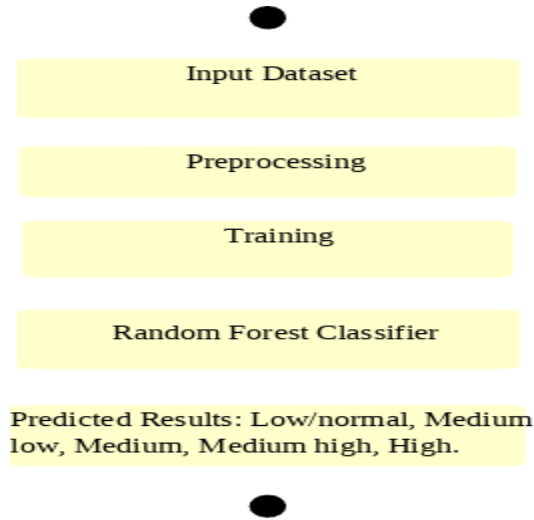 Input Dataset
Preprocessing
Training
Random Forest Classifier
Predicted Results: Low/normal, Medium
low, Medium, Medium high, High.